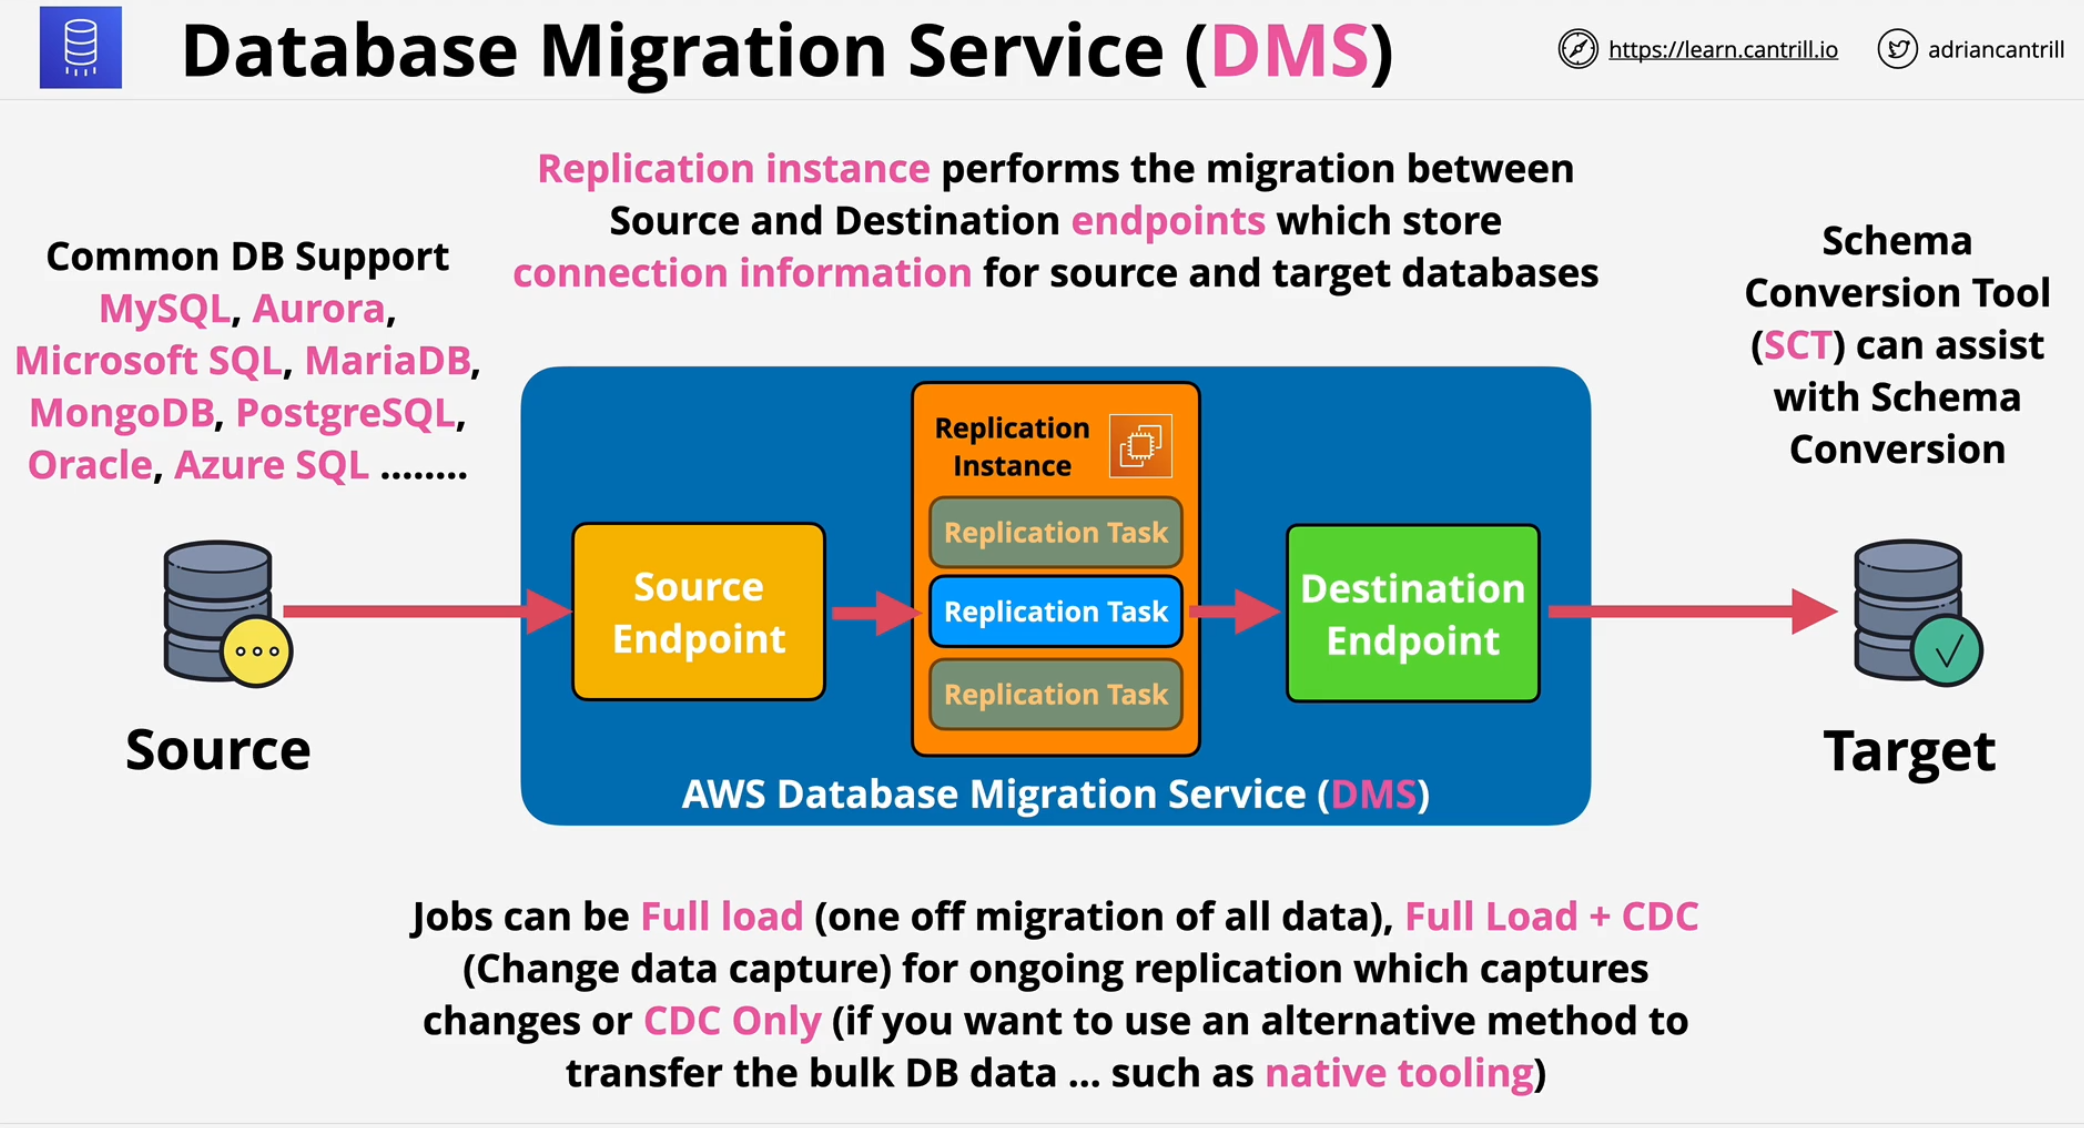 Database Migration Service (DMS)
https://learn.cantrill.io
adriancantrill
Replication instance performs the migration between
Source and Destination endpoints which store
connection information for source and target databases
Common DB Support
MySQL, Aurora,
Microsoft SQL, MariaDB,
MongoDB, PostgreSQL,
Oracle, Azure SQL ........
Schema
Conversion Tool
(SCT) can assist
with Schema
Conversion
Source
Source
Endpoint
Replication
Instance
Replication Task
Replication Task
Replication Task
Destination
Endpoint
Target
AWS Database Migration Service (DMS)
Jobs can be Full load (one off migration of all data), Full Load + CDC
(Change data capture) for ongoing replication which captures
changes or CDC Only (if you want to use an alternative method to
transfer the bulk DB data ... such as native tooling)